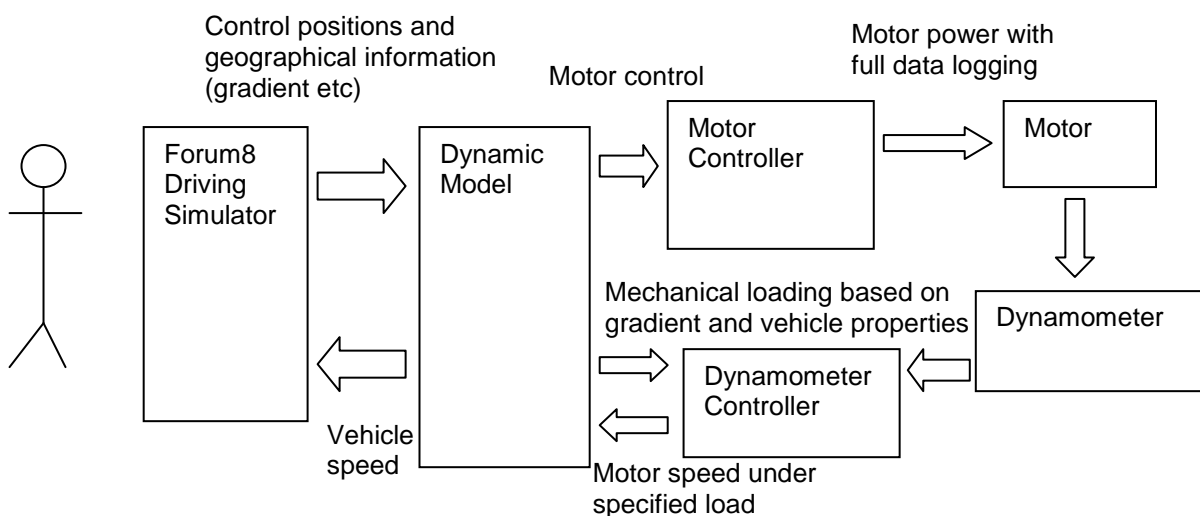 Control positions and
geographical information
(gradient etc)
Motor control
Motor power with
full data logging
Forum8
Driving
Simulator
Dynamic
Model
Motor
Controller
Motor
Mechanical loading based on
gradient and vehicle properties
Dynamometer
Dynamometer
Controller
Vehicle
speed
Motor speed under
specified load